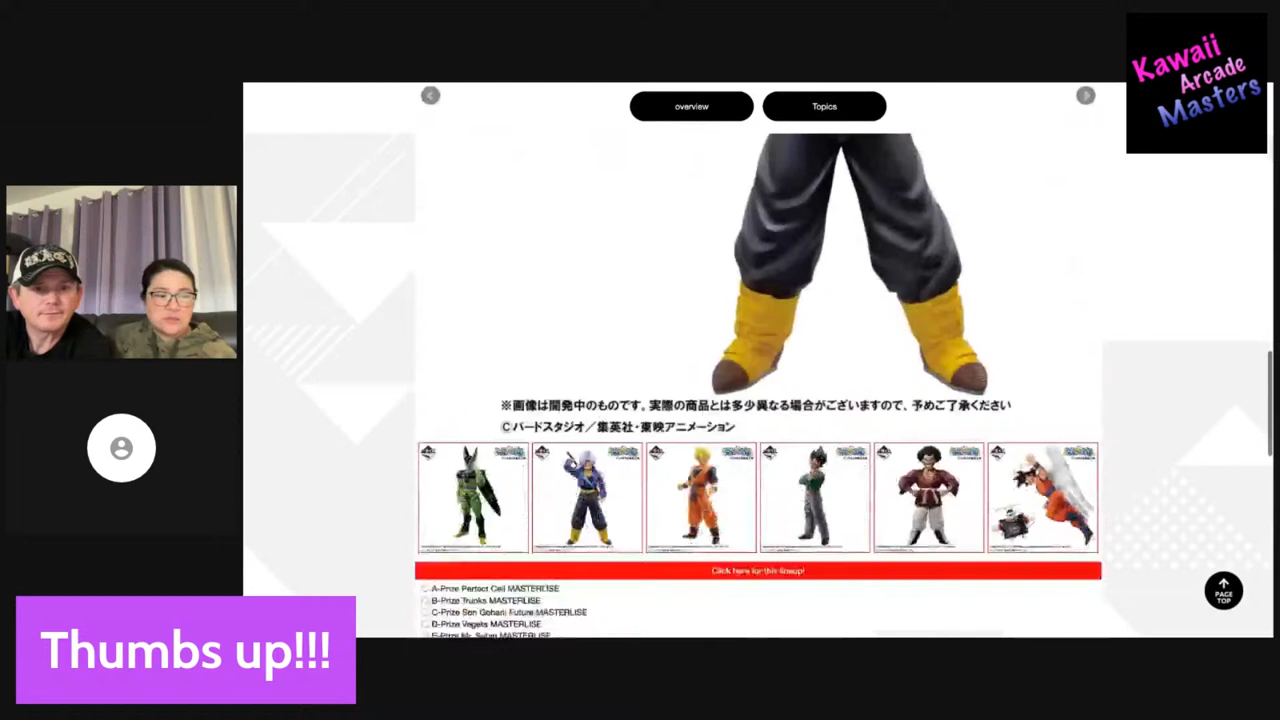 Kawaii
Arcade
Masters
overview
Topics
※画像は開発中のものです。実際の商品とは多少異なる場合がございますので、予めご了承ください
©バードスタジオ／集英社・東映アニメーション
Click here for this lineup!
A-Prize Perfect Cell MASTERLISE
B-Prize Trunks MASTERLISE
C-Prize Son Gohan: Future MASTERLISE
D-Prize Vegeta MASTERLISE
E-Prize Mr. Satan MASTERLISE
PAGE
TOP
Thumbs up!!!